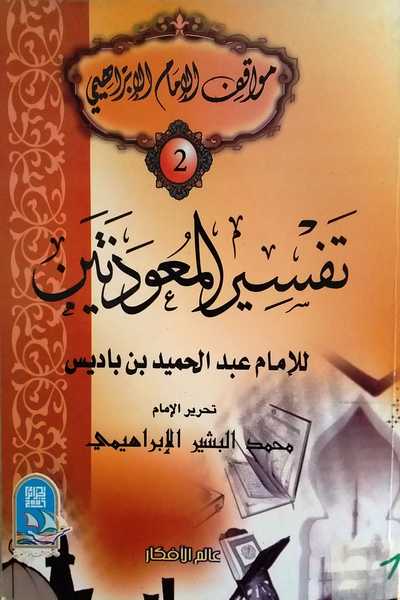 مواقف الإمام الإبراهيمي
2
تفسير المعوذتين
للإمام عبد الحميد بن باديس
تحرير الإمام
محمد البشير الإبراهيمي
عالم الأفكار